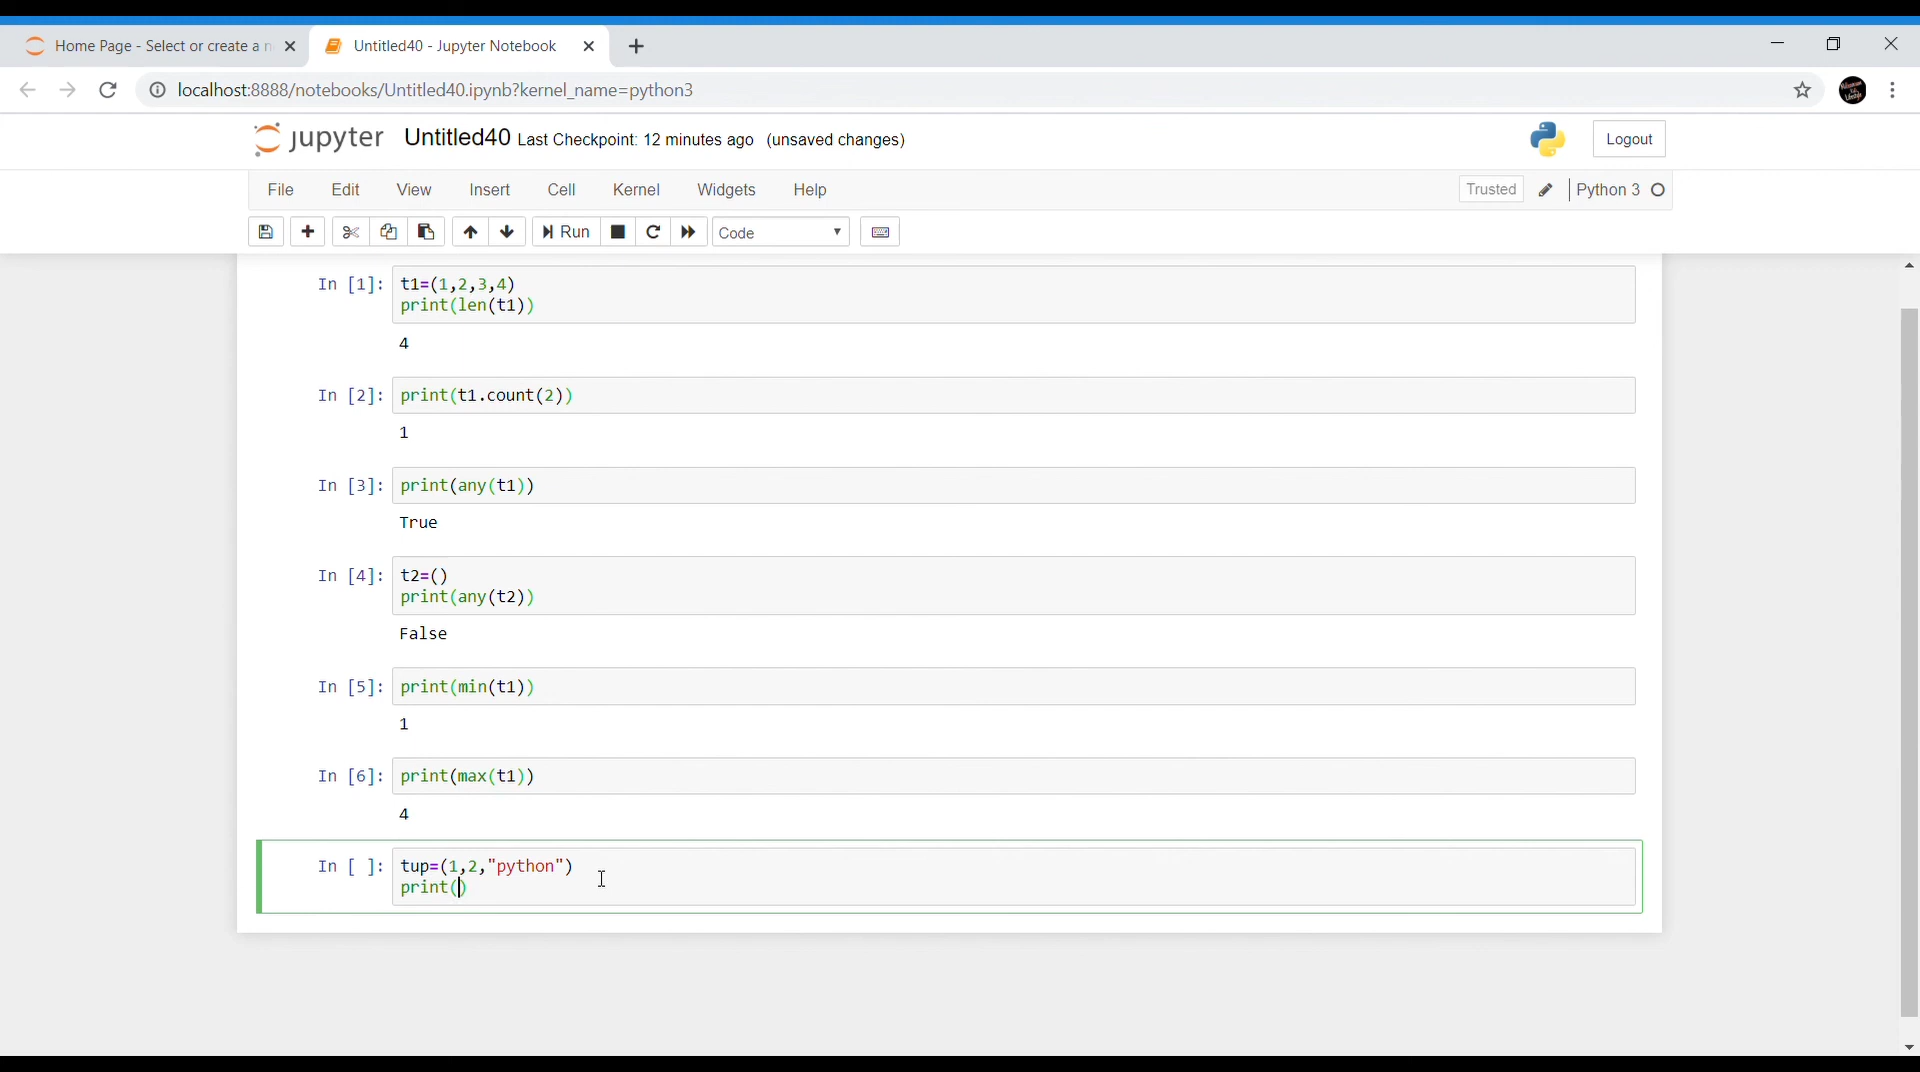 Home Page - Select or create a n
Untitled40 - Jupyter Notebook
localhost:8888/notebooks/Untitled40.ipynb?kernel_name=python3
jupyter Untitled40 Last Checkpoint: 12 minutes ago (unsaved changes)
Logout
File Edit View Insert Cell Kernel Widgets Help
Trusted Python 3
Run Code
In [1]: t1=(1,2,3,4)
print(len(t1))
4
In [2]: print(t1.count(2))
1
In [3]: print(any(t1))
True
In [4]: t2=()
print(any(t2))
False
In [5]: print(min(t1))
1
In [6]: print(max(t1))
4
In [ ]: tup=(1,2,"python")
print()